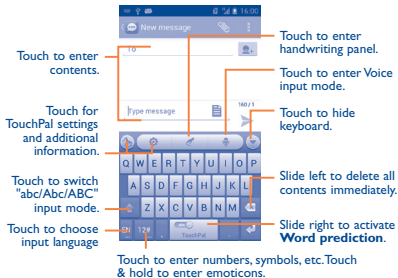 16:00
New message
To
Type message
160 / 1
Q W E R T Y U I O P
A S D F G H J K L
Z X C V B N M
EN 12# TouchPal
Touch to enter
contents.
Touch for
TouchPal settings
and additional
information.
Touch to switch
"abc/Abc/ABC"
input mode.
Touch to choose
input language
Touch to enter
handwriting panel.
Touch to enter Voice
input mode.
Touch to hide
keyboard.
Slide left to delete all
contents immediately.
Slide right to activate
Word prediction.
Touch to enter numbers, symbols, etc.Touch
& hold to enter emoticons.